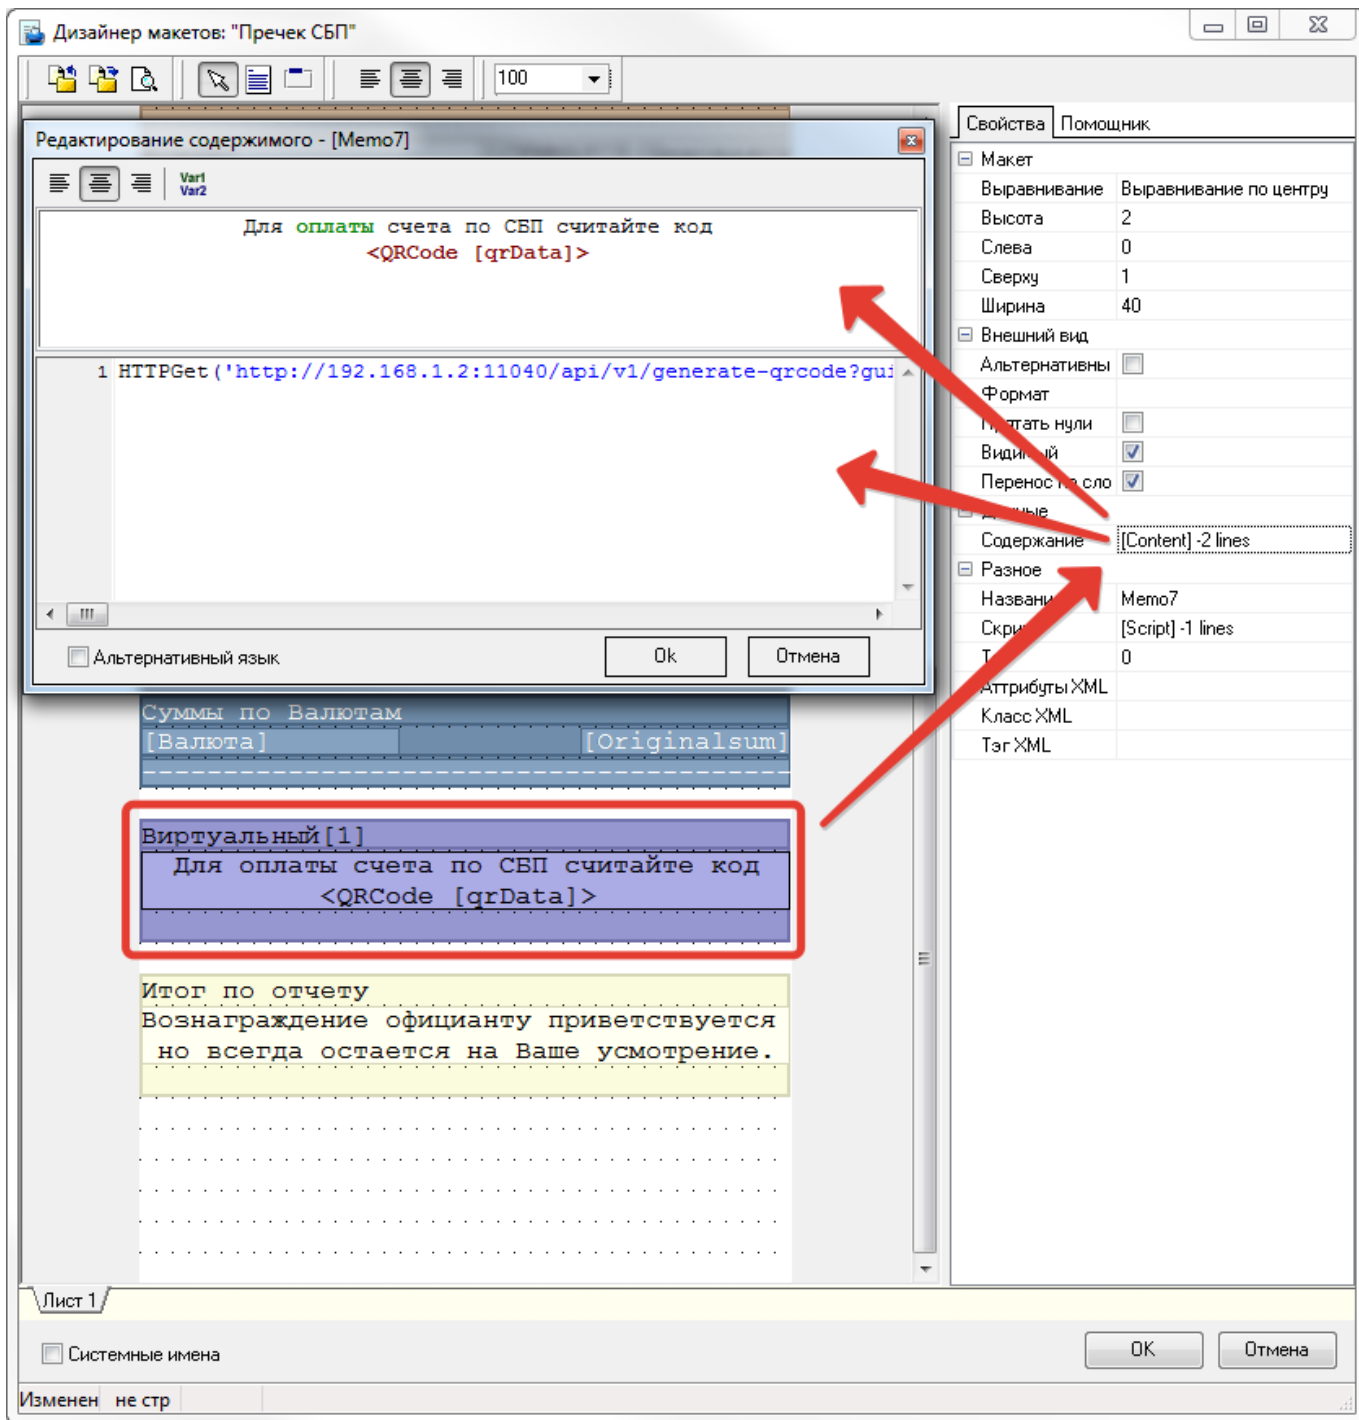 Дизайнер макетов: "Пречек СБП"
100
Редактирование содержимого - [Memo7]
Var1
Var2
Для оплаты счета по СБП считайте код
<QRCode [qrData]>
1 HTTPGet('http://192.168.1.2:11040/api/v1/generate-qrcode?gui
Альтернативный язык
Ok
Отмена
Суммы по Валютам
[Валюта]
[Originalsum]
Виртуальный[1]
Для оплаты счета по СБП считайте код
<QRCode [qrData]>
Итог по отчету
Вознаграждение официанту приветствуется
но всегда остается на Ваше усмотрение.
Свойства Помощник
Макет
Выравнивание Выравнивание по центру
Высота 2
Слева 0
Сверху 1
Ширина 40
Внешний вид
Альтернативны
Формат
нули
Видимый
Перенос сло
Содержание [Content] -2 lines
Разное
Memo7
[Script] -1 lines
0
Аттрибуты XML
Класс XML
Тэг XML
Лист 1
Системные имена
OK
Отмена
Изменен не стр